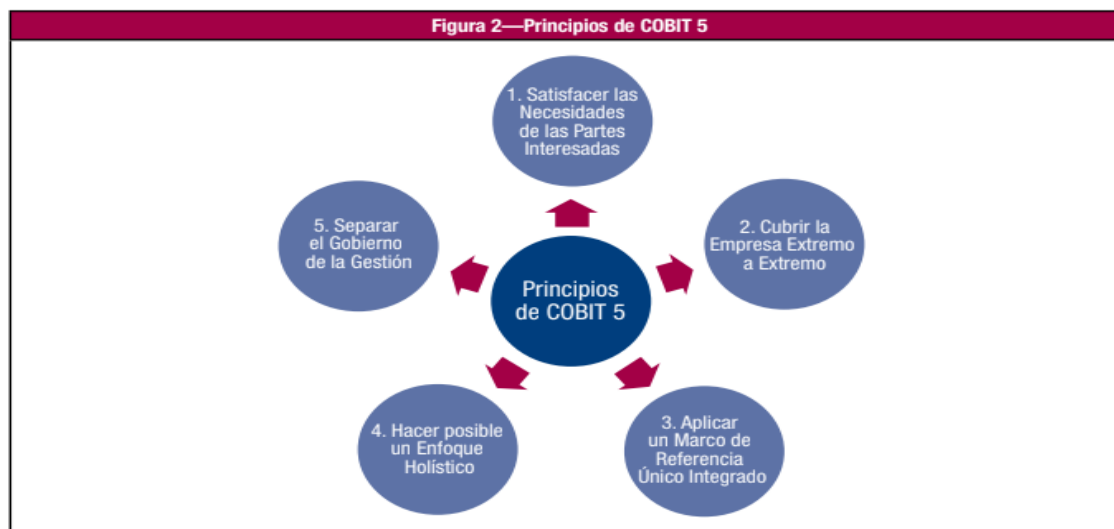 Figura 2—Principios de COBIT 5
1. Satisfacer las
Necesidades
de las Partes
Interesadas
5. Separar
el Gobierno
de la Gestión
2. Cubrir la
Empresa Extremo
a Extremo
Principios
de COBIT 5
4. Hacer posible
un Enfoque
Holístico
3. Aplicar
un Marco de
Referencia
Único Integrado